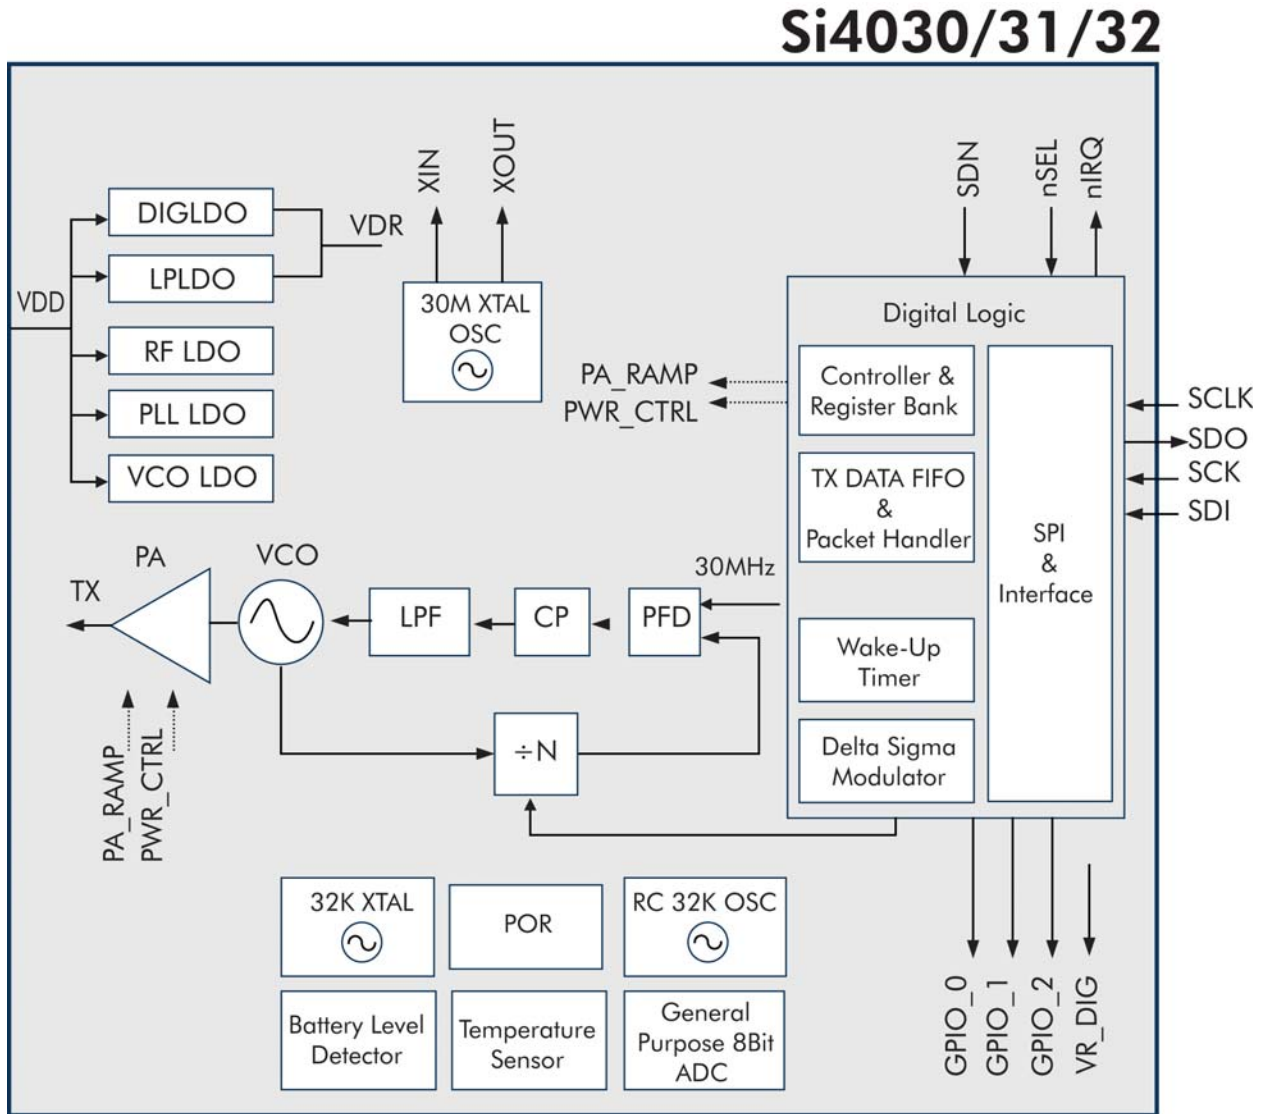 Si4030/31/32
XIN
XOUT
SDN
nSEL
nIRQ
DIGLDO
VDR
LPLDO
VDD
RF LDO
PLL LDO
VCO LDO
30M XTAL
OSC
Digital Logic
PA_RAMP
PWR_CTRL
Controller &
Register Bank
TX DATA FIFO
&
Packet Handler
Wake-Up
Timer
Delta Sigma
Modulator
SPI
&
Interface
SCLK
SDO
SCK
SDI
TX
PA
VCO
LPF
CP
PFD
30MHz
÷N
PA_RAMP
PWR_CTRL
32K XTAL
POR
RC 32K OSC
Battery Level
Detector
Temperature
Sensor
General
Purpose 8Bit
ADC
GPIO_0
GPIO_1
GPIO_2
VR_DIG